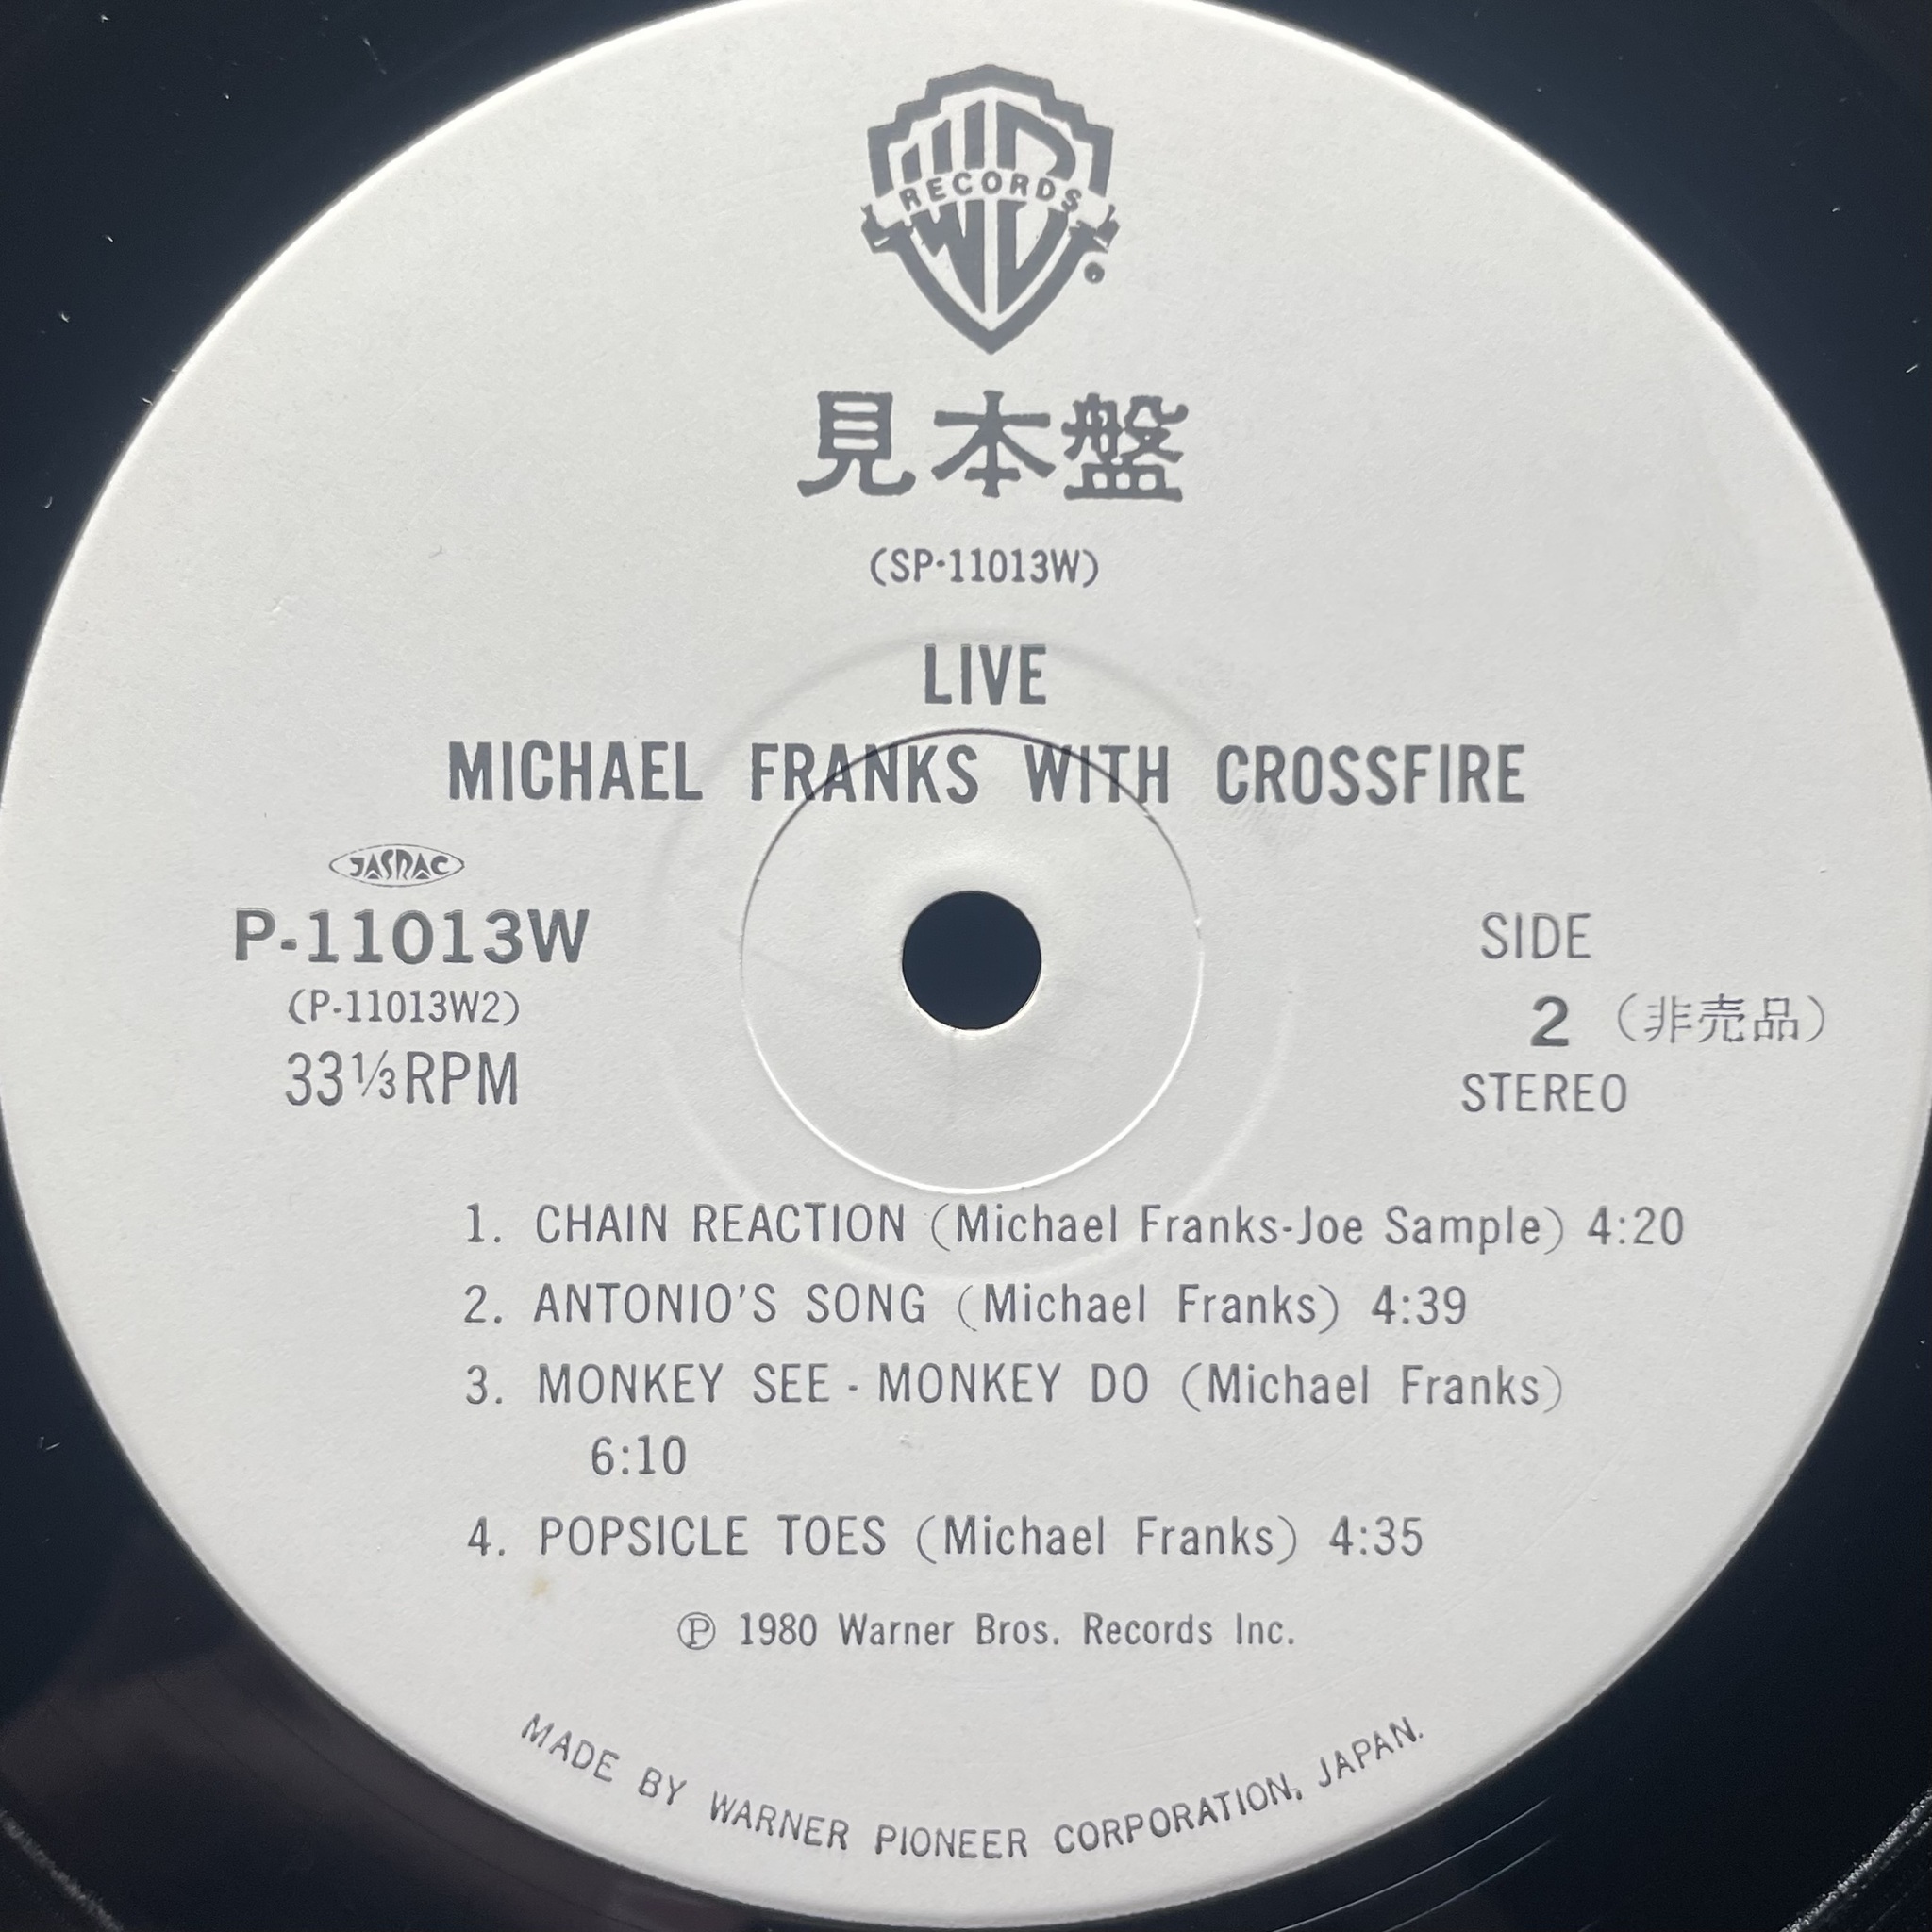 RECORDS
見本盤
(SP-11013W)
LIVE
MICHAEL FRANKS WITH CROSSFIRE
JASRAC
P-11013W
(P-11013W2)
33⅓RPM
SIDE
2 (非売品)
STEREO
1. CHAIN REACTION (Michael Franks-Joe Sample) 4:20
2. ANTONIO'S SONG (Michael Franks) 4:39
3. MONKEY SEE - MONKEY DO (Michael Franks)
6:10
4. POPSICLE TOES (Michael Franks) 4:35
Ⓟ 1980 Warner Bros. Records Inc.
MADE BY WARNER PIONEER CORPORATION, JAPAN.